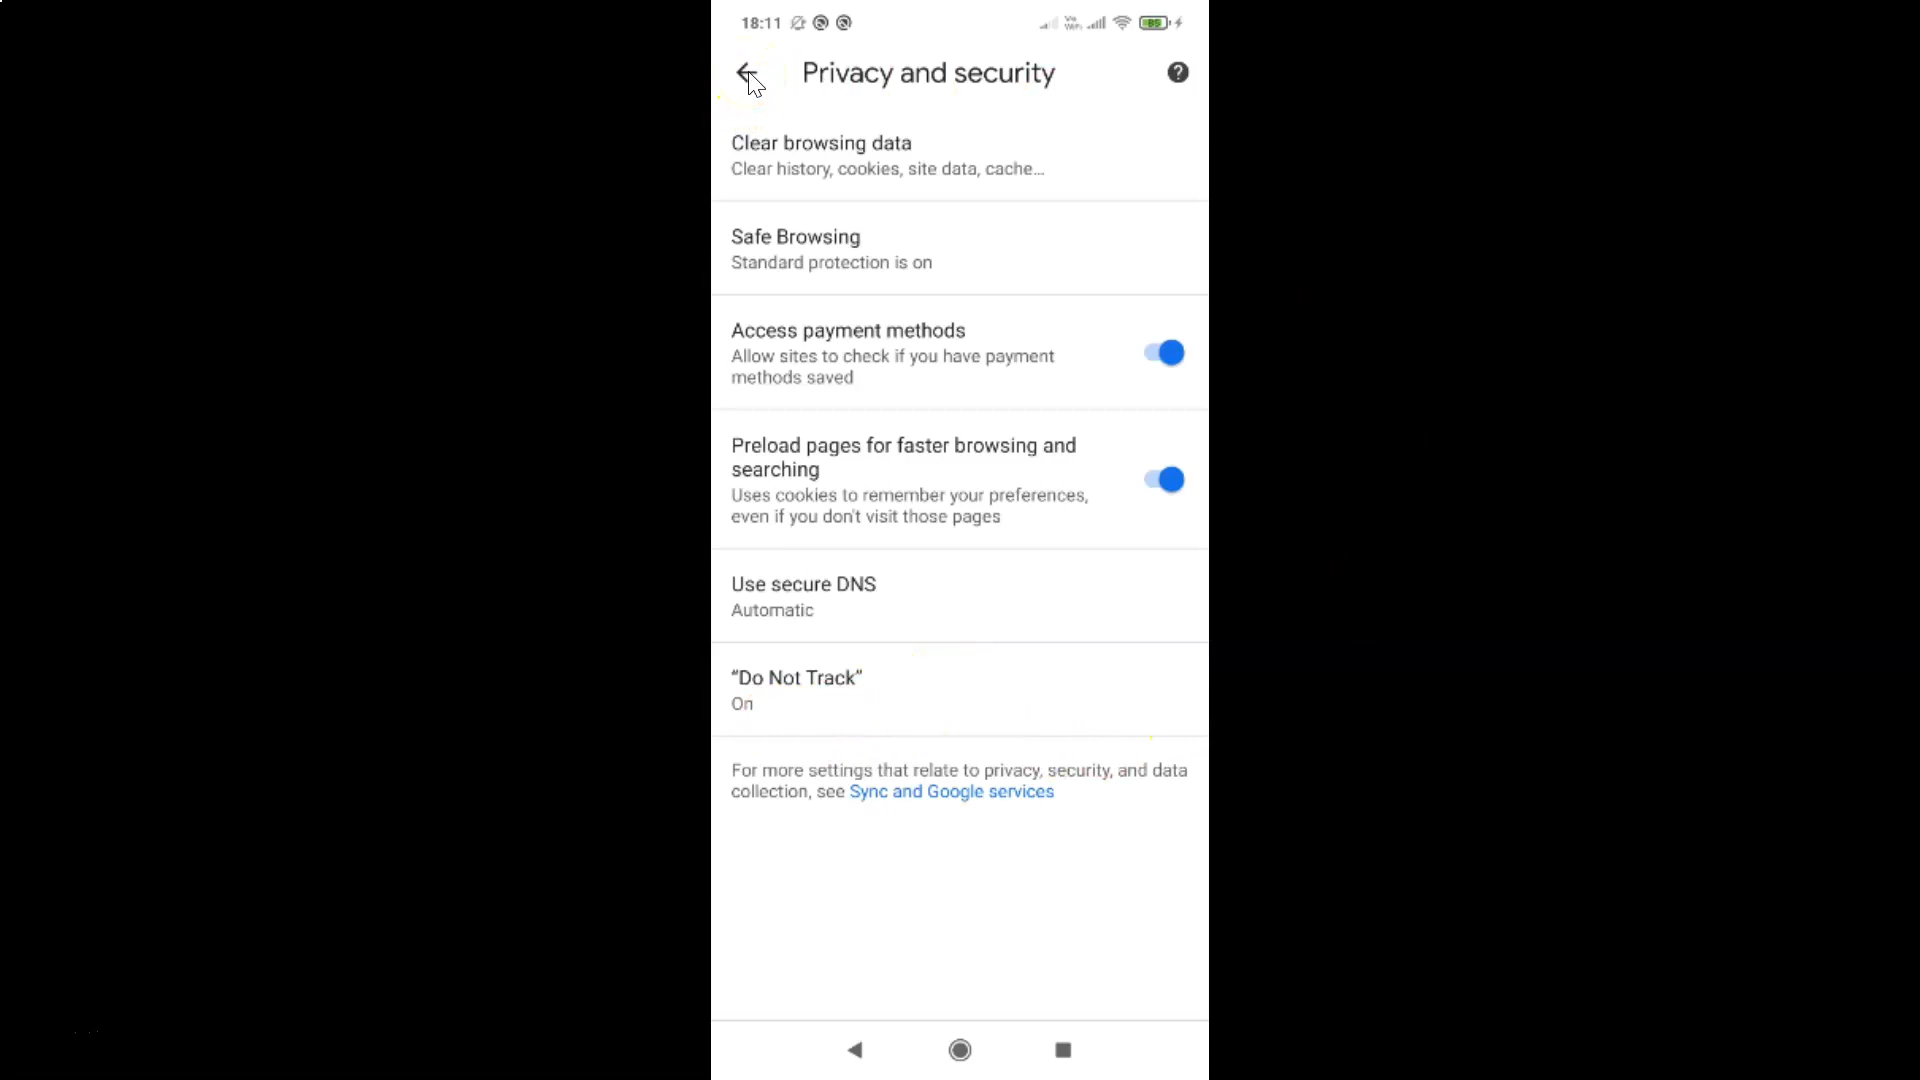 18:11
85
Privacy and security
Clear browsing data
Clear history, cookies, site data, cache...
Safe Browsing
Standard protection is on
Access payment methods
Allow sites to check if you have payment
methods saved
Preload pages for faster browsing and
searching
Uses cookies to remember your preferences,
even if you don't visit those pages
Use secure DNS
Automatic
“Do Not Track”
On
For more settings that relate to privacy, security, and data
collection, see Sync and Google services